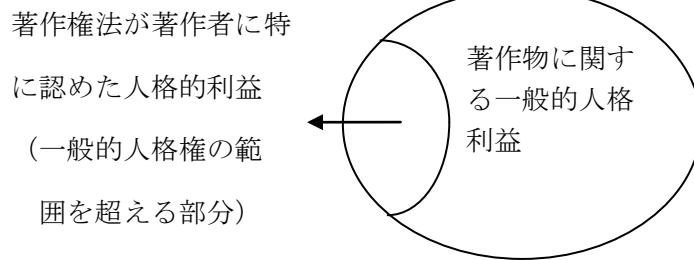 著作権法が著作者に特
に認めた人格的利益
（一般的人格権の範
囲を超える部分）
著作物に関す
る一般的人格
利益